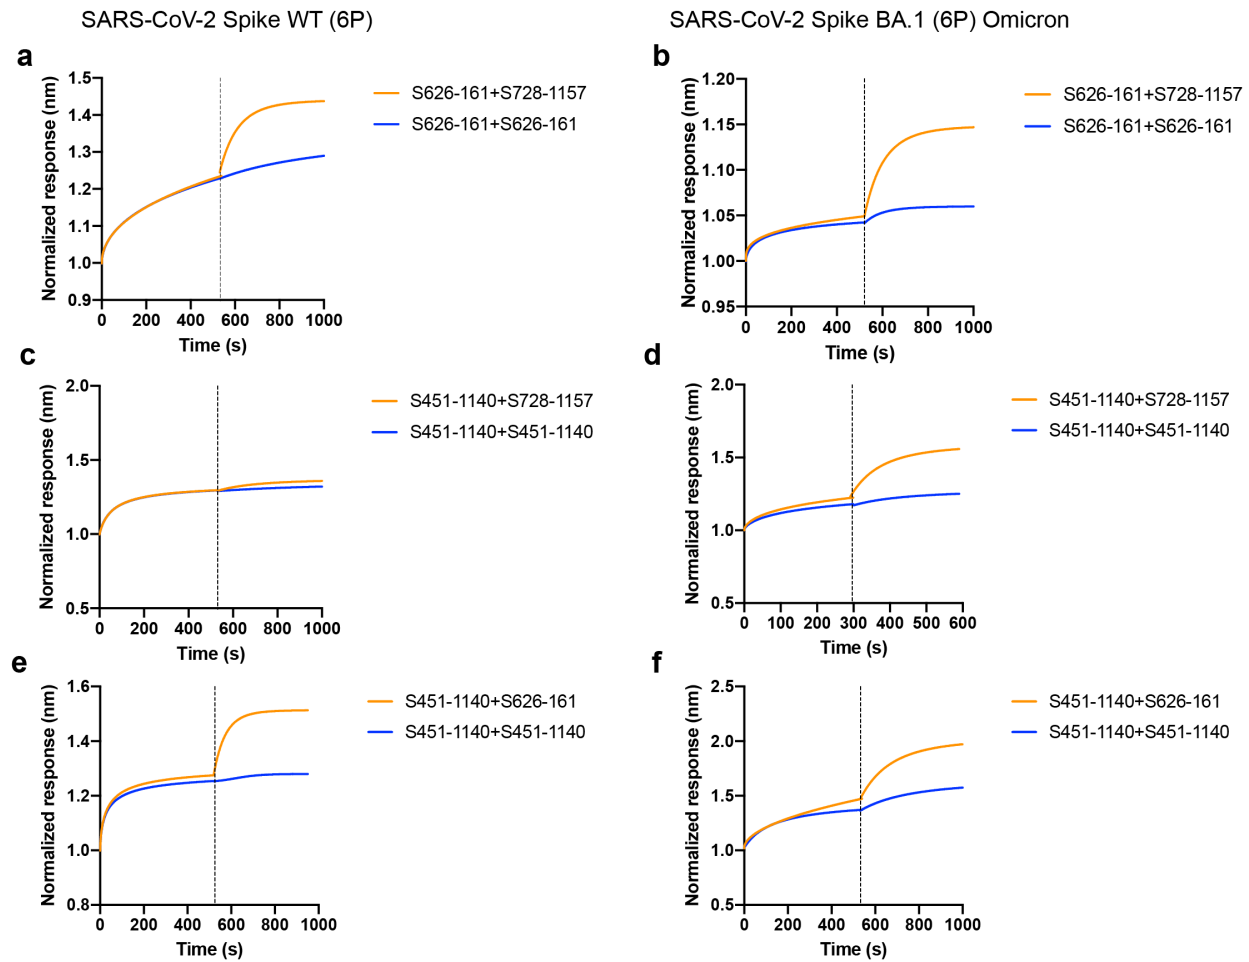 SARS-CoV-2 Spike WT (6P)
SARS-CoV-2 Spike BA.1 (6P) Omicron
a
Normalized response (nm)
1.5
1.4
1.3
1.2
1.1
1.0
0.9
0 200 400 600 800 1000
Time (s)
S626-161+S728-1157
S626-161+S626-161
b
Normalized response (nm)
1.20
1.15
1.10
1.05
1.00
0.95
0 200 400 600 800 1000
Time (s)
S626-161+S728-1157
S626-161+S626-161
c
Normalized response (nm)
2.0
1.5
1.0
0.5
0 200 400 600 800 1000
Time (s)
S451-1140+S728-1157
S451-1140+S451-1140
d
Normalized response (nm)
2.0
1.5
1.0
0.5
0 100 200 300 400 500 600
Time (s)
S451-1140+S728-1157
S451-1140+S451-1140
e
Normalized response (nm)
1.6
1.4
1.2
1.0
0.8
0 200 400 600 800 1000
Time (s)
S451-1140+S626-161
S451-1140+S451-1140
f
Normalized response (nm)
2.5
2.0
1.5
1.0
0.5
0 200 400 600 800 1000
Time (s)
S451-1140+S626-161
S451-1140+S451-1140